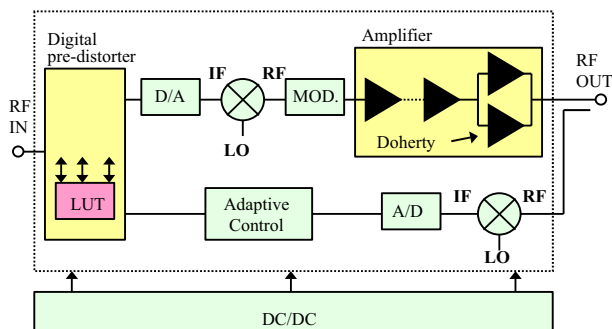 Digital
pre-distorter
Amplifier
RF
OUT
IF
RF
D/A
MOD.
RF
IN
LO
Doherty
LUT
Adaptive
Control
A/D
IF
RF
LO
DC/DC